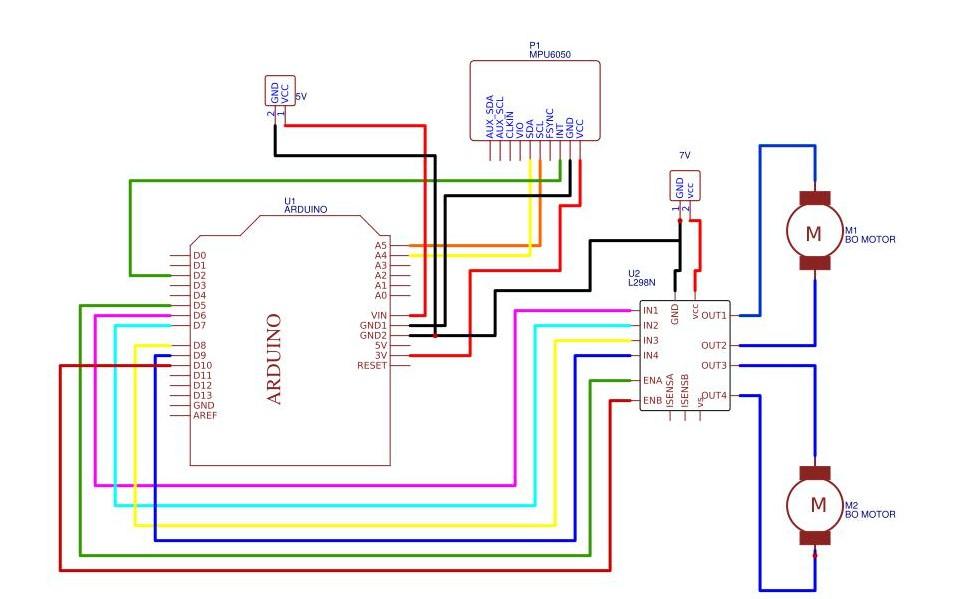 P1
MPU6050
AUX_SDA
AUX_SCL
CLKIN
VIO
SDA
SCL
FSYNC
INT
GND
VCC
GND
VCC
5V
2
1
7V
GND
vcc
1
2
U1
ARDUINO
ARDUINO
D0
D1
D2
D3
D4
D5
D6
D7
D8
D9
D10
D11
D12
D13
GND
AREF
A5
A4
A3
A2
A1
A0
VIN
GND1
GND2
5V
3V
RESET
U2
L298N
IN1
IN2
IN3
IN4
ENA
ENB
GND
vcc
ISENSA
ISENSB
vs
OUT1
OUT2
OUT3
OUT4
M
M1
BO MOTOR
M
M2
BO MOTOR